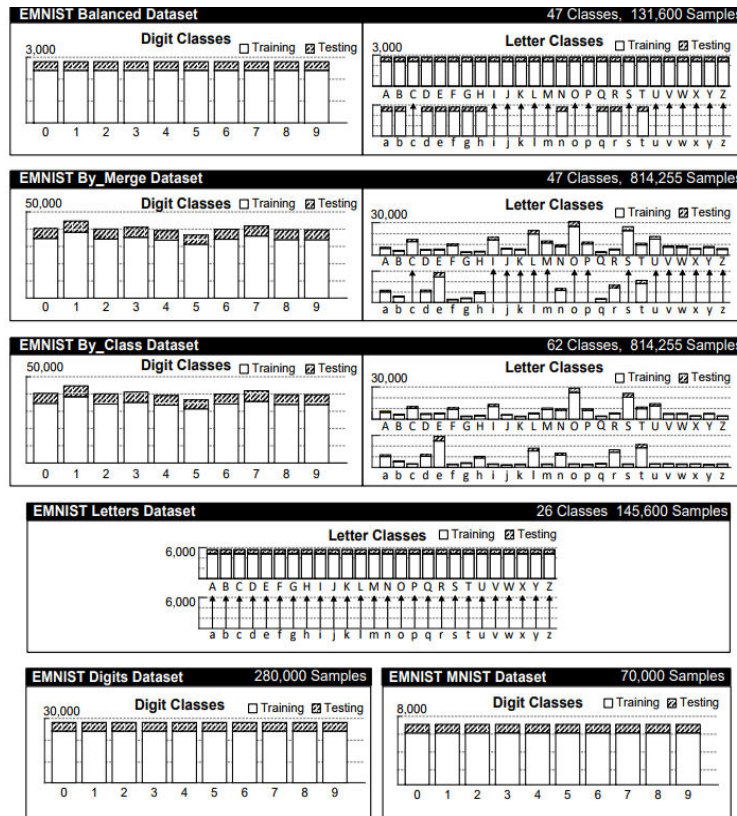 EMNIST Balanced Dataset 47 Classes, 131,600 Samples
Digit Classes Training Testing
3,000
0 1 2 3 4 5 6 7 8 9
Letter Classes Training Testing
3,000
A B C D E F G H I J K L M N O P Q R S T U V W X Y Z
a b c d e f g h i j k l m n o p q r s t u v w x y z
EMNIST By_Merge Dataset 47 Classes, 814,255 Samples
Digit Classes Training Testing
50,000
0 1 2 3 4 5 6 7 8 9
Letter Classes Training Testing
30,000
A B C D E F G H I J K L M N O P Q R S T U V W X Y Z
a b c d e f g h i j k l m n o p q r s t u v w x y z
EMNIST By_Class Dataset 62 Classes, 814,255 Samples
Digit Classes Training Testing
50,000
0 1 2 3 4 5 6 7 8 9
Letter Classes Training Testing
30,000
A B C D E F G H I J K L M N O P Q R S T U V W X Y Z
a b c d e f g h i j k l m n o p q r s t u v w x y z
EMNIST Letters Dataset 26 Classes 145,600 Samples
Letter Classes Training Testing
6,000
A B C D E F G H I J K L M N O P Q R S T U V W X Y Z
6,000
a b c d e f g h i j k l m n o p q r s t u v w x y z
EMNIST Digits Dataset 280,000 Samples
Digit Classes Training Testing
30,000
0 1 2 3 4 5 6 7 8 9
EMNIST MNIST Dataset 70,000 Samples
Digit Classes Training Testing
8,000
0 1 2 3 4 5 6 7 8 9